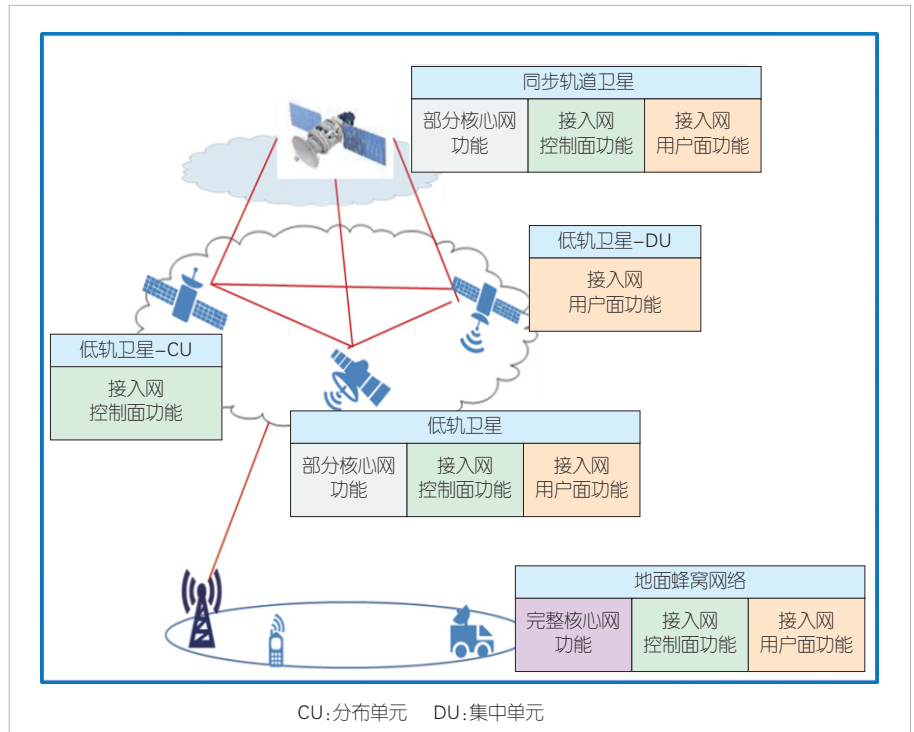 同步轨道卫星
部分核心网
功能
接入网
控制面功能
接入网
用户面功能
低轨卫星-DU
接入网
用户面功能
低轨卫星-CU
接入网
控制面功能
低轨卫星
部分核心网
功能
接入网
控制面功能
接入网
用户面功能
地面蜂窝网络
完整核心网
功能
接入网
控制面功能
接入网
用户面功能
CU:分布单元 DU:集中单元